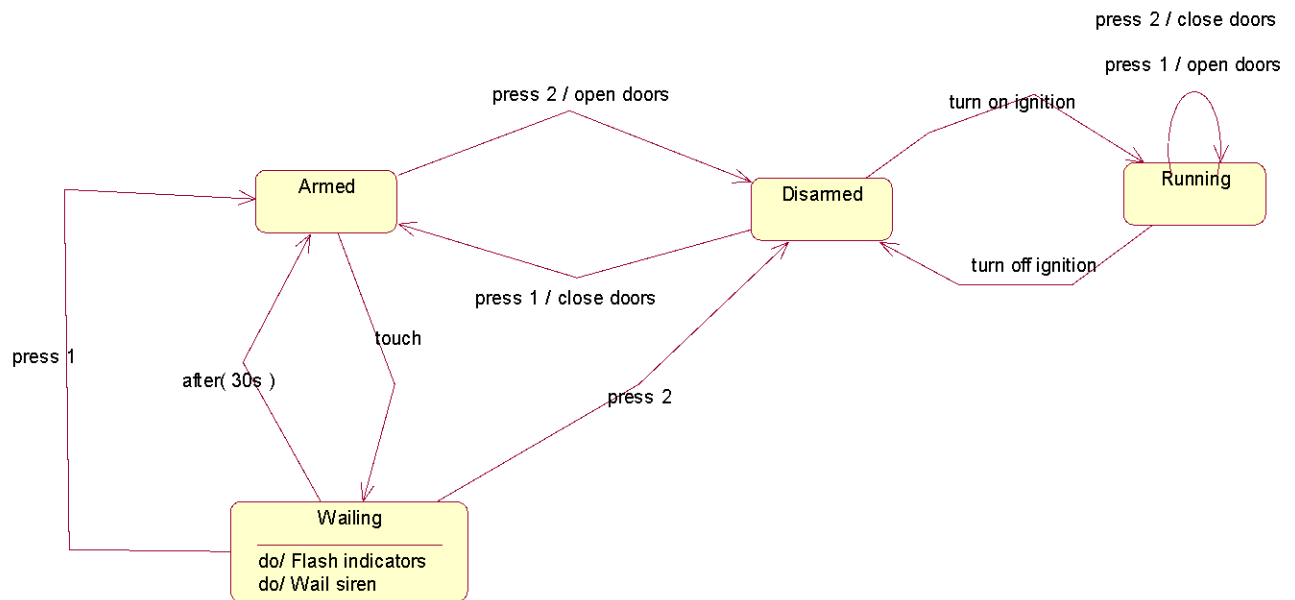 press 2 / close doors
press 1 / open doors
press 2 / open doors
turn on ignition
Armed
Disarmed
Running
turn off ignition
press 1 / close doors
touch
press 1
after( 30s )
press 2
Wailing
do/ Flash indicators
do/ Wail siren